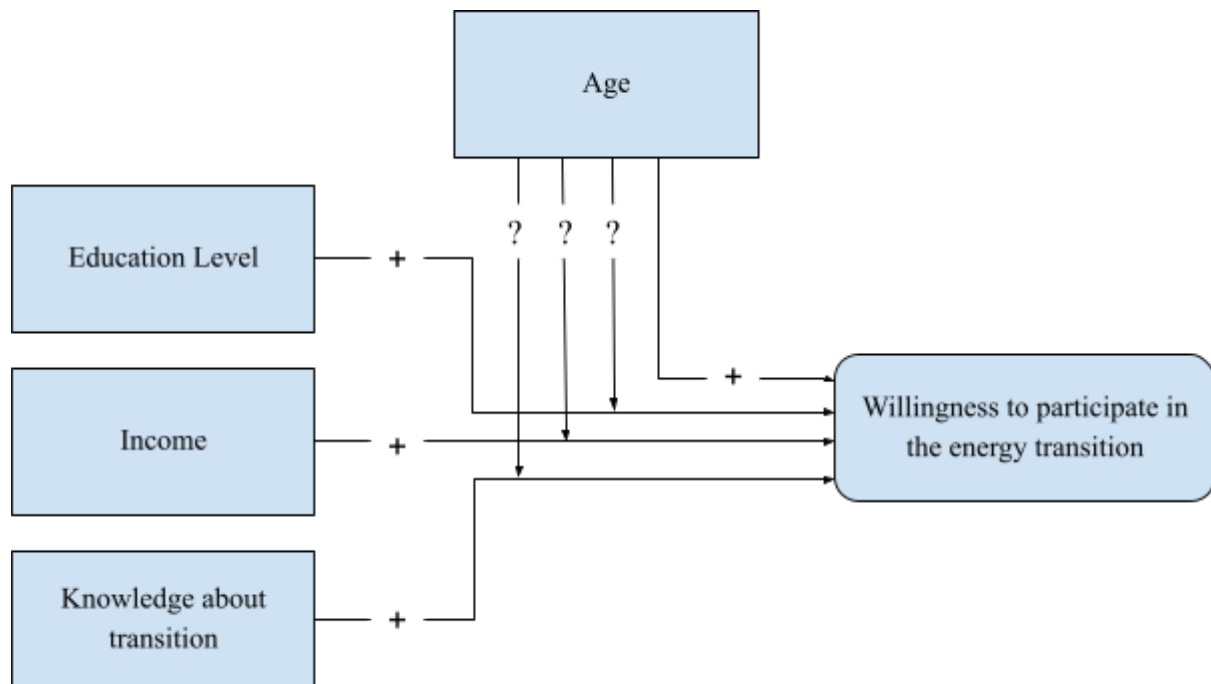 Age
? ? ?
Education Level
+
+
Willingness to participate in
the energy transition
Income
+
Knowledge about
transition
+